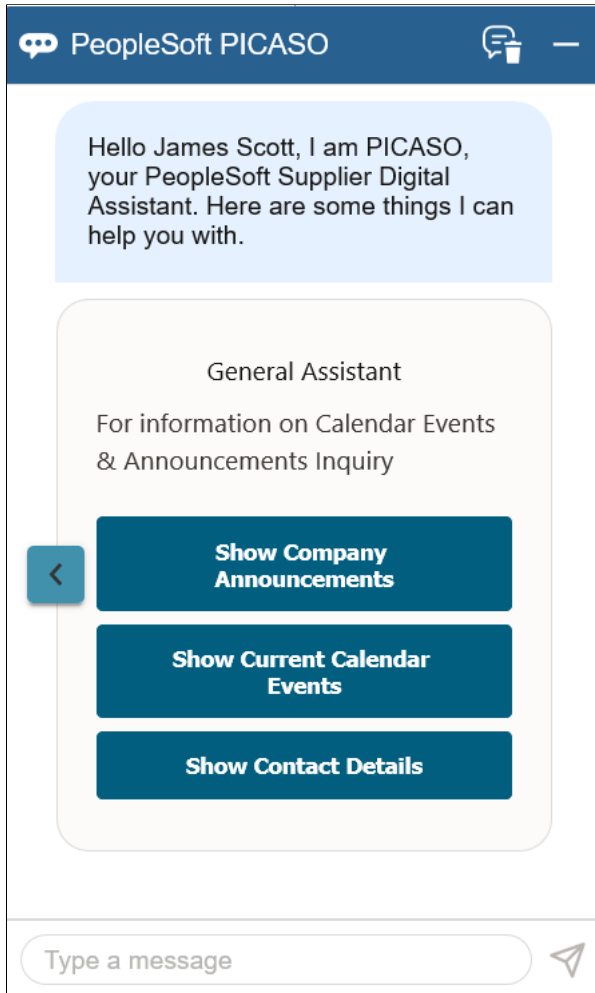 PeopleSoft PICASO
Hello James Scott, I am PICASO,
your PeopleSoft Supplier Digital
Assistant. Here are some things I can
help you with.
General Assistant
For information on Calendar Events
& Announcements Inquiry
Show Company
Announcements
Show Current Calendar
Events
Show Contact Details
Type a message